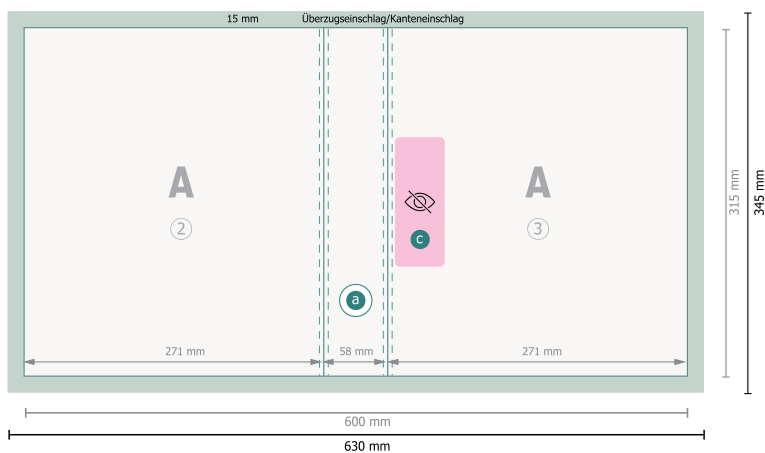 15 mm Überzugseinschlag/Kanteneinschlag
A
A
2
3
c
a
271 mm
58 mm
271 mm
315 mm
345 mm
600 mm
630 mm